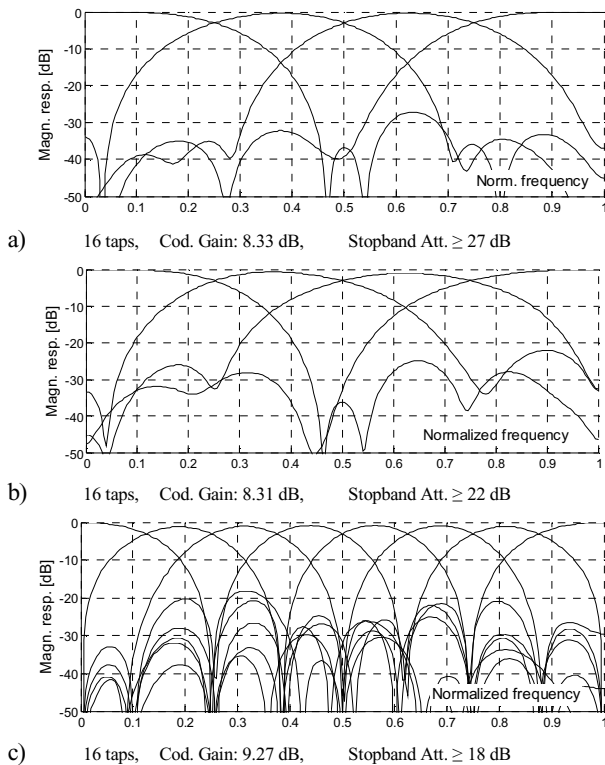 0
-10
-20
-30
-40
-50
Magn. resp. [dB]
Norm. frequency
0 0.1 0.2 0.3 0.4 0.5 0.6 0.7 0.8 0.9 1
a) 16 taps, Cod. Gain: 8.33 dB, Stopband Att. ≥ 27 dB
0
-10
-20
-30
-40
-50
Magn. resp. [dB]
Normalized frequency
0 0.1 0.2 0.3 0.4 0.5 0.6 0.7 0.8 0.9 1
b) 16 taps, Cod. Gain: 8.31 dB, Stopband Att. ≥ 22 dB
0
-10
-20
-30
-40
-50
Magn. resp. [dB]
Normalized frequency
0 0.1 0.2 0.3 0.4 0.5 0.6 0.7 0.8 0.9 1
c) 16 taps, Cod. Gain: 9.27 dB, Stopband Att. ≥ 18 dB